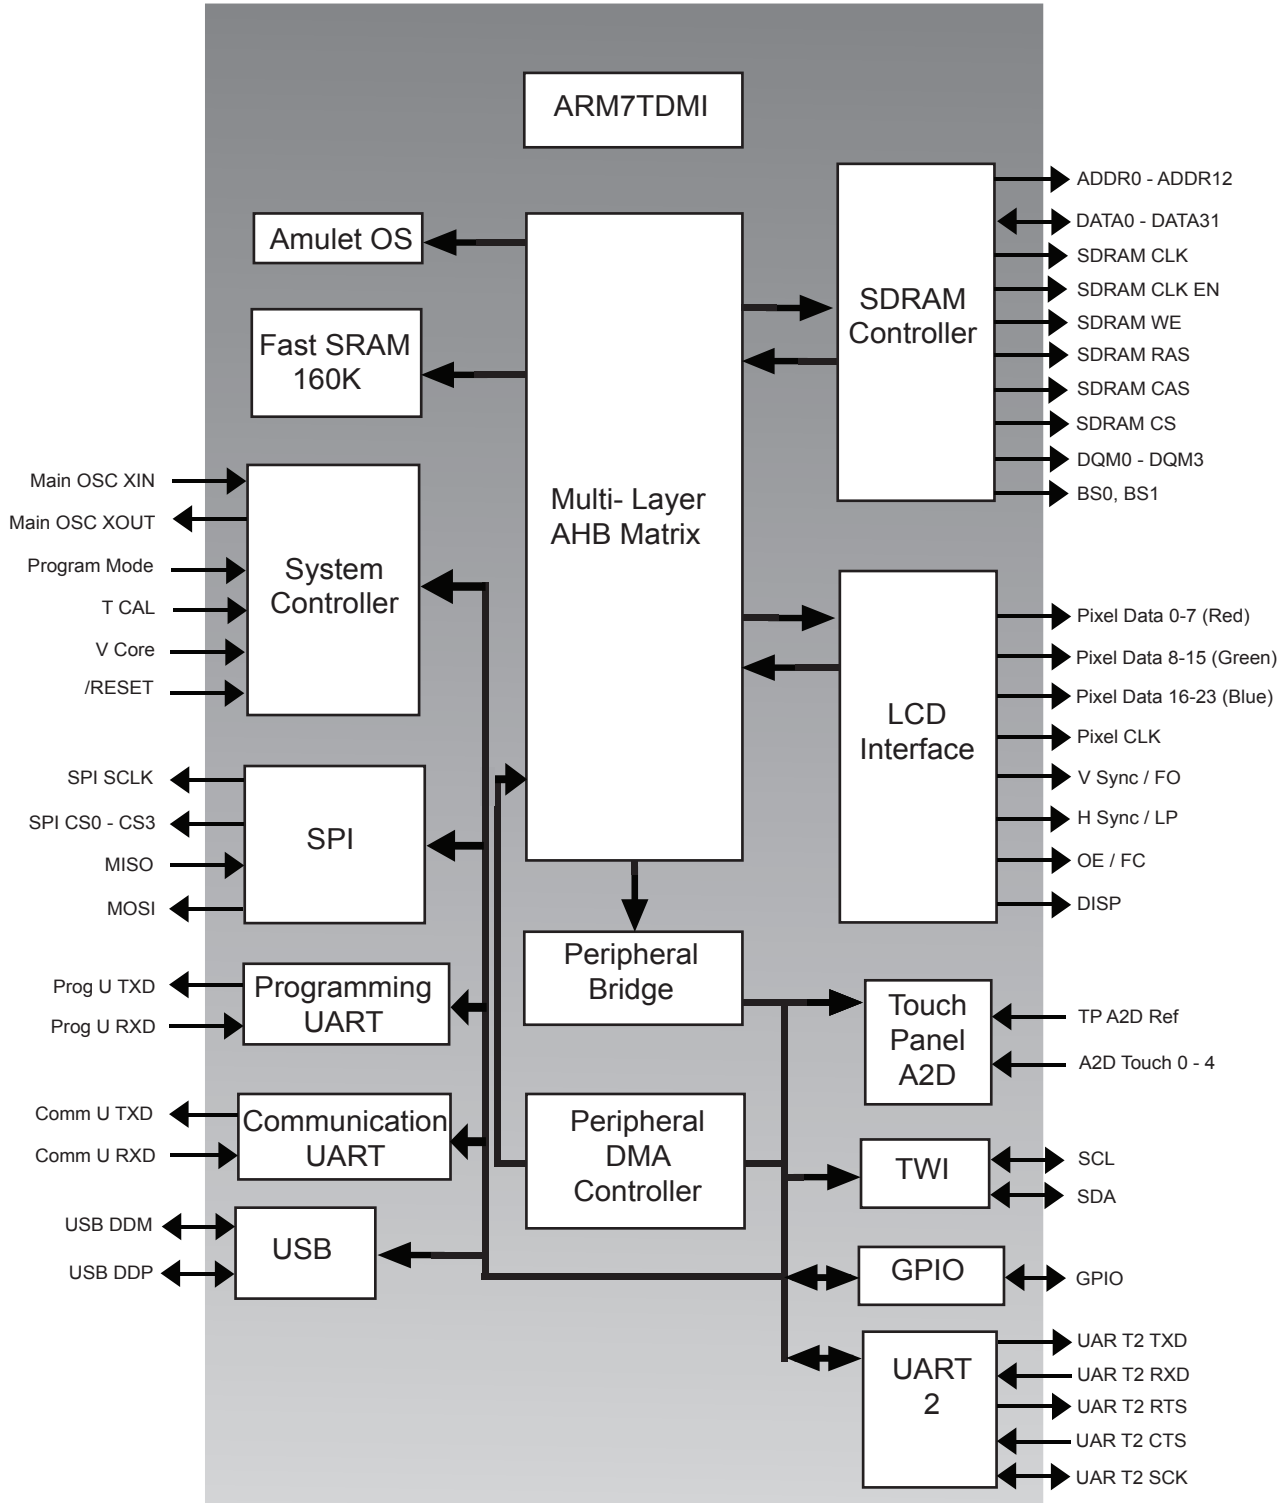 ARM7TDMI
Amulet OS
Fast SRAM
160K
Multi- Layer
AHB Matrix
SDRAM
Controller
ADDR0 - ADDR12
DATA0 - DATA31
SDRAM CLK
SDRAM CLK EN
SDRAM WE
SDRAM RAS
SDRAM CAS
SDRAM CS
DQM0 - DQM3
BS0, BS1
Main OSC XIN
Main OSC XOUT
Program Mode
T CAL
V Core
/RESET
System
Controller
LCD
Interface
Pixel Data 0-7 (Red)
Pixel Data 8-15 (Green)
Pixel Data 16-23 (Blue)
Pixel CLK
V Sync / FO
H Sync / LP
OE / FC
DISP
SPI SCLK
SPI CS0 - CS3
MISO
MOSI
SPI
Peripheral
Bridge
Prog U TXD
Prog U RXD
Programming
UART
Touch
Panel
A2D
TP A2D Ref
A2D Touch 0 - 4
Comm U TXD
Comm U RXD
Communication
UART
Peripheral
DMA
Controller
TWI
SCL
SDA
USB DDM
USB DDP
USB
GPIO
GPIO
UART
2
UAR T2 TXD
UAR T2 RXD
UAR T2 RTS
UAR T2 CTS
UAR T2 SCK